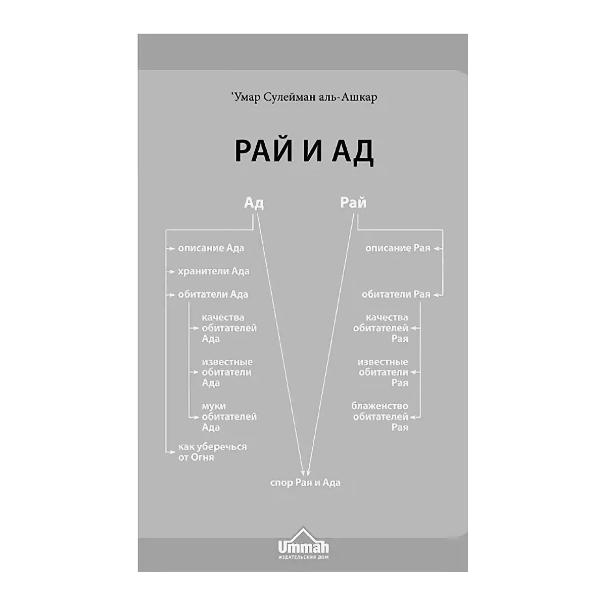 'Умар Сулейман аль-Ашкар
РАЙ И АД
Ад
Рай
описание Ада
хранители Ада
обитатели Ада
качества
обитателей
Ада
известные
обитатели
Ада
муки
обитателей
Ада
как уберечься
от Огня
описание Рая
обитатели Рая
качества
обитателей
Рая
известные
обитатели
Рая
блаженство
обитателей
Рая
спор Рая и Ада
Ummah
ИЗДАТЕЛЬСКИЙ ДОМ